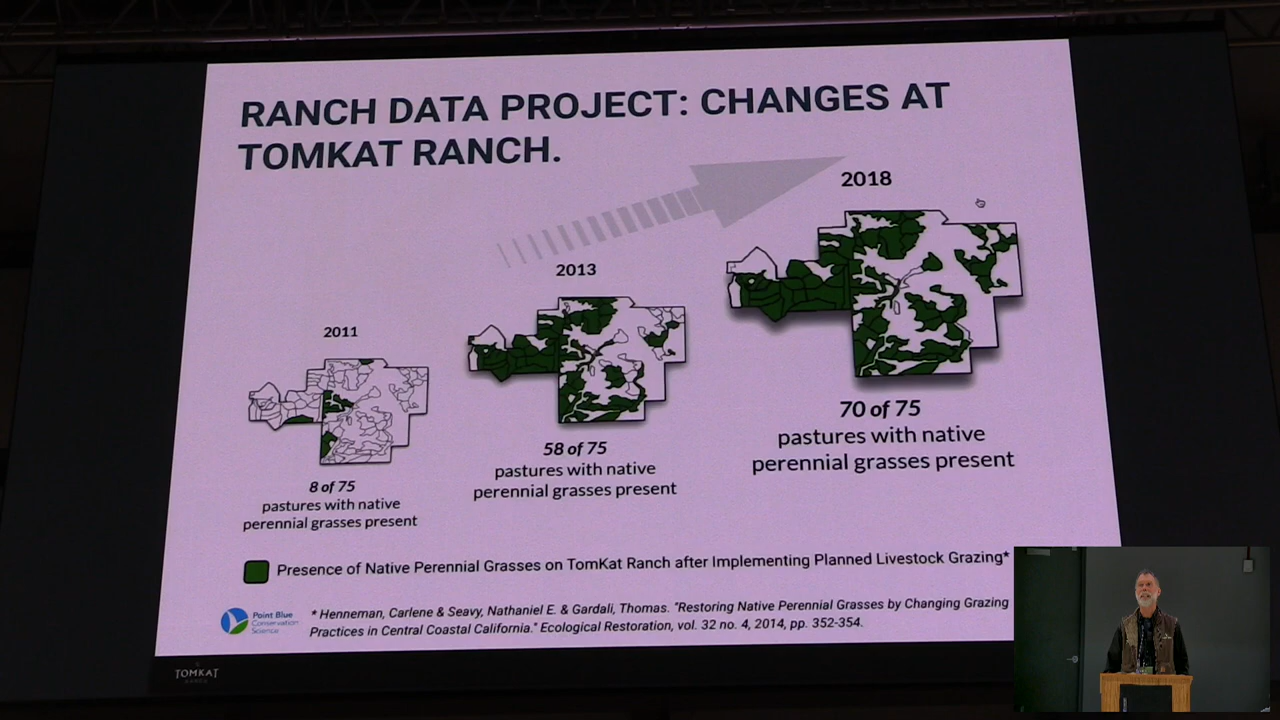 RANCH DATA PROJECT: CHANGES AT
TOMKAT RANCH.
2018
2013
2011
70 of 75
pastures with native
perennial grasses present
58 of 75
pastures with native
perennial grasses present
8 of 75
pastures with native
perennial grasses present
Presence of Native Perennial Grasses on TomKat Ranch after Implementing Planned Livestock Grazing*
Point Blue
Conservation
Science
* Henneman, Carlene & Seavy, Nathaniel E. & Gardali, Thomas. "Restoring Native Perennial Grasses by Changing Grazing
Practices in Central Coastal California." Ecological Restoration, vol. 32 no. 4, 2014, pp. 352-354.
TOMKAT
RANCH